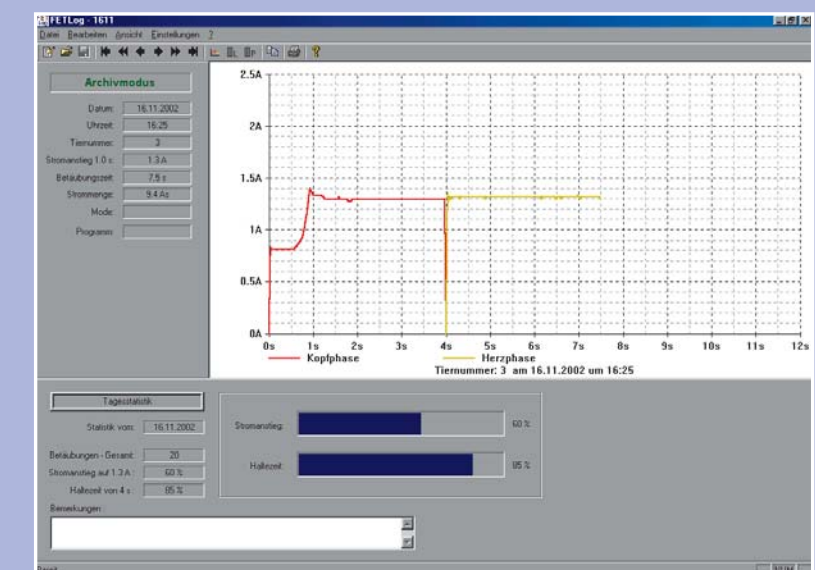 FETLog - 1611
Datei Bearbeiten Ansicht Einstellungen ?
Archivmodus
Datum: 16.11.2002
Uhrzeit: 16:25
Tiernummer: 3
Stromanstieg 1.0 s: 1.3 A
Betäubungszeit: 7.5 s
Strommenge: 9.4 As
Mode:
Programm:
2.5A
2A
1.5A
1A
0.5A
0A
0s 1s 2s 3s 4s 5s 6s 7s 8s 9s 10s 11s 12s
Kopfphase Herzphase
Tiernummer: 3 am 16.11.2002 um 16:25
Tagesstatistik
Statistik vom: 16.11.2002
Betäubungen - Gesamt: 20
Stromanstieg auf 1.3 A: 60 %
Haltezeit von 4 s: 85 %
Stromanstieg: 60 %
Haltezeit: 85 %
Bemerkungen:
Bereit
NUM